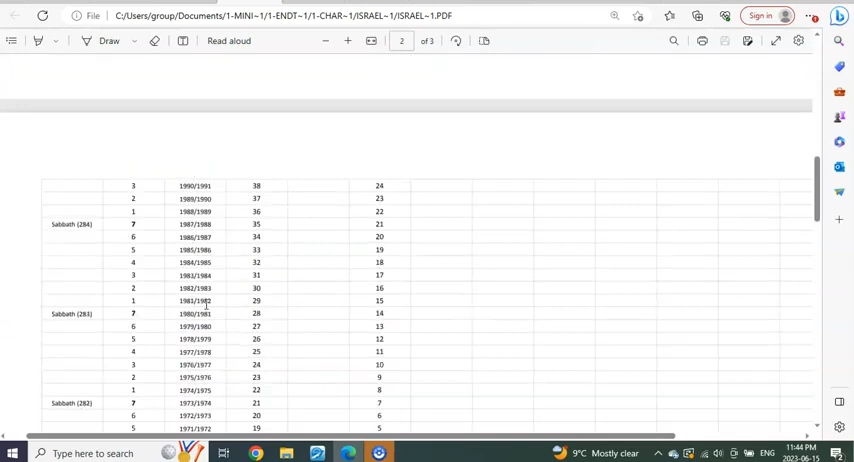 File C:/Users/group/Documents/1-MINI~1/1-ENDT~1/1-CHAR~1/ISRAEL~1/ISRAEL~1.PDF Sign in
Draw Read aloud 2 of 3
3 1990/1991 38 24
2 1989/1990 37 23
1 1988/1989 36 22
Sabbath (284) 7 1987/1988 35 21
6 1986/1987 34 20
5 1985/1986 33 19
4 1984/1985 32 18
3 1983/1984 31 17
2 1982/1983 30 16
1 1981/1982 29 15
Sabbath (283) 7 1980/1981 28 14
6 1979/1980 27 13
5 1978/1979 26 12
4 1977/1978 25 11
3 1976/1977 24 10
2 1975/1976 23 9
1 1974/1975 22 8
Sabbath (282) 7 1973/1974 21 7
6 1972/1973 20 6
5 1971/1972 19 5
Type here to search 9°C Mostly clear ENG 11:44 PM
2023-06-15 2